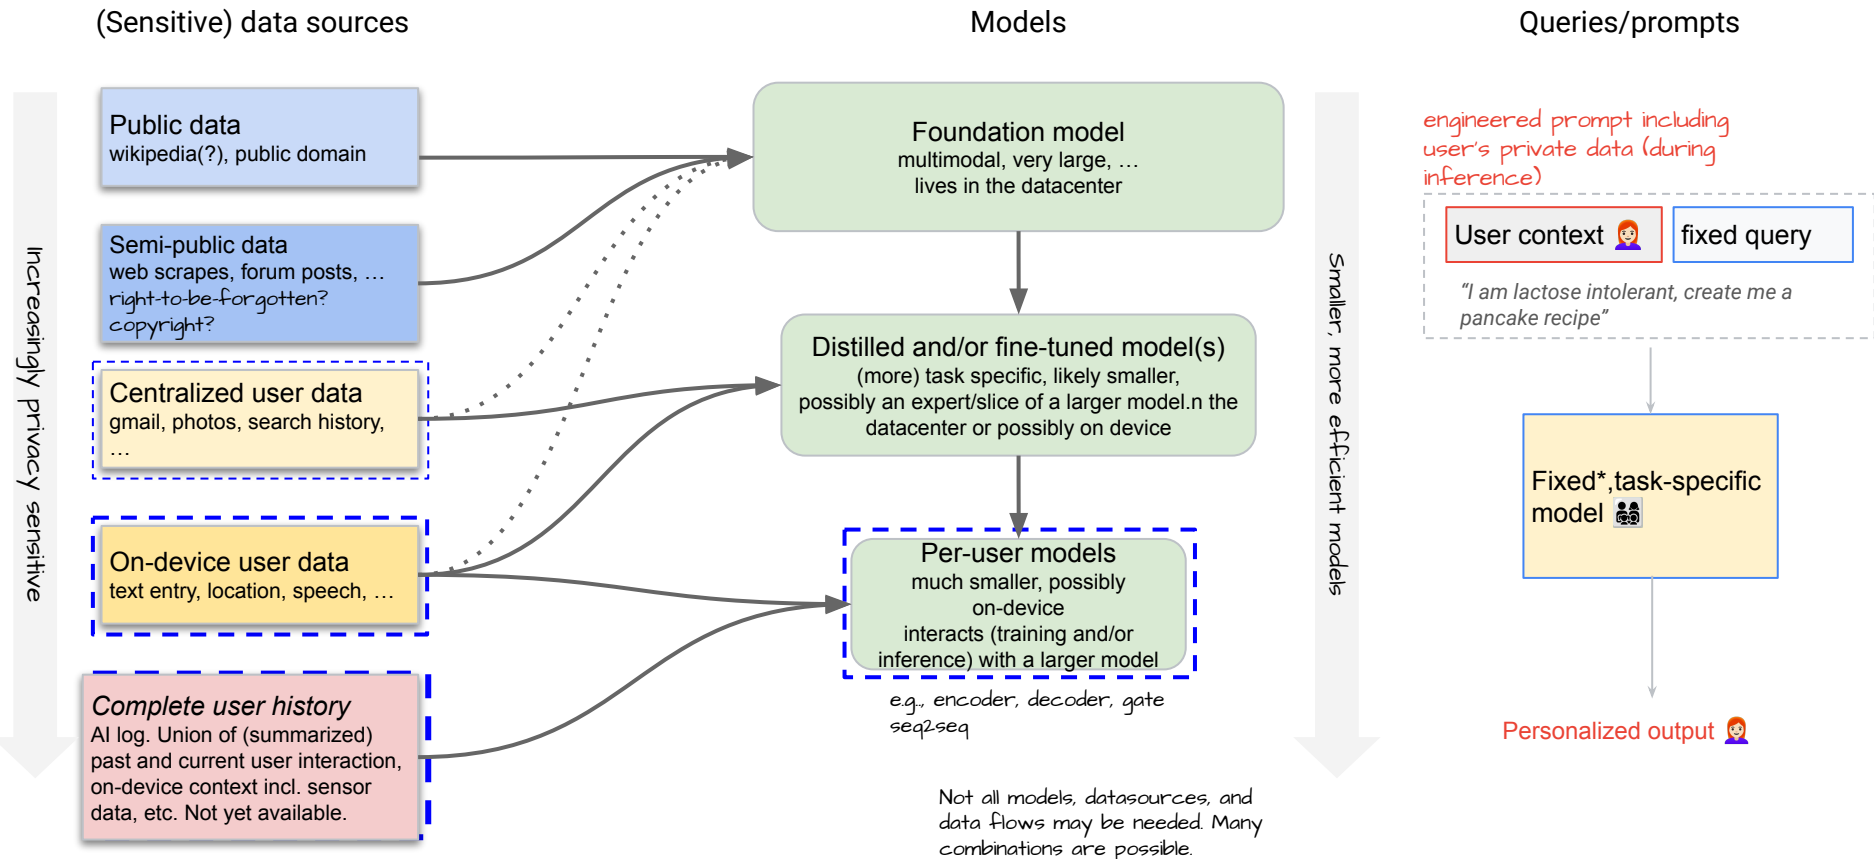 (Sensitive) data sources
Models
Queries/prompts
Increasingly privacy sensitive
Public data
wikipedia(?), public domain
Semi-public data
web scrapes, forum posts, …
right-to-be-forgotten?
copyright?
Centralized user data
gmail, photos, search history,
…
On-device user data
text entry, location, speech, …
Complete user history
AI log. Union of (summarized)
past and current user interaction,
on-device context incl. sensor
data, etc. Not yet available.
Foundation model
multimodal, very large, …
lives in the datacenter
Distilled and/or fine-tuned model(s)
(more) task specific, likely smaller,
possibly an expert/slice of a larger model.n the
datacenter or possibly on device
Per-user models
much smaller, possibly
on-device
interacts (training and/or
inference) with a larger model
e.g., encoder, decoder, gate
seq2seq
Not all models, datasources, and
data flows may be needed. Many
combinations are possible.
Smaller, more efficient models
engineered prompt including
user's private data (during
inference)
User context
fixed query
“I am lactose intolerant, create me a
pancake recipe”
Fixed*,task-specific
model
Personalized output